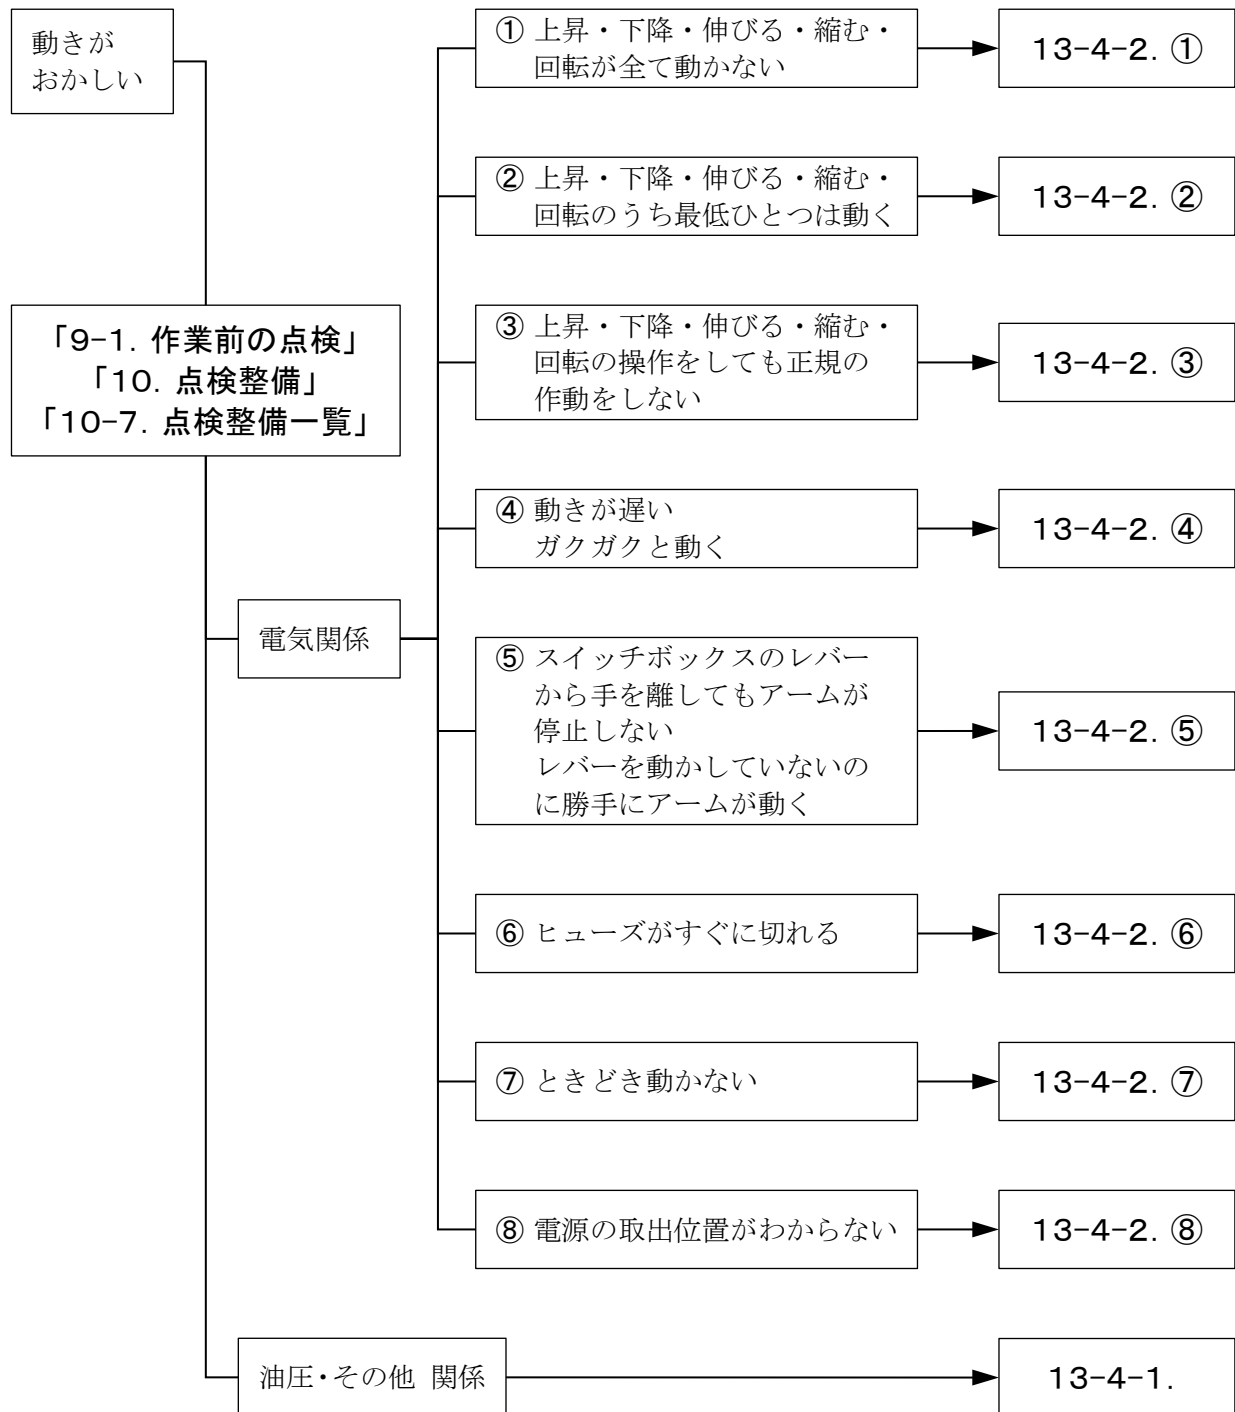 動きが
おかしい
「9-1. 作業前の点検」
「10. 点検整備」
「10-7. 点検整備一覧」
電気関係
① 上昇・下降・伸びる・縮む・
回転が全て動かない
13-4-2. ①
② 上昇・下降・伸びる・縮む・
回転のうち最低ひとつは動く
13-4-2. ②
③ 上昇・下降・伸びる・縮む・
回転の操作をしても正規の
作動をしない
13-4-2. ③
④ 動きが遅い
ガクガクと動く
13-4-2. ④
⑤ スイッチボックスのレバー
から手を離してもアームが
停止しない
レバーを動かしていないの
に勝手にアームが動く
13-4-2. ⑤
⑥ ヒューズがすぐに切れる
13-4-2. ⑥
⑦ ときどき動かない
13-4-2. ⑦
⑧ 電源の取出位置がわからない
13-4-2. ⑧
油圧・その他 関係
13-4-1.